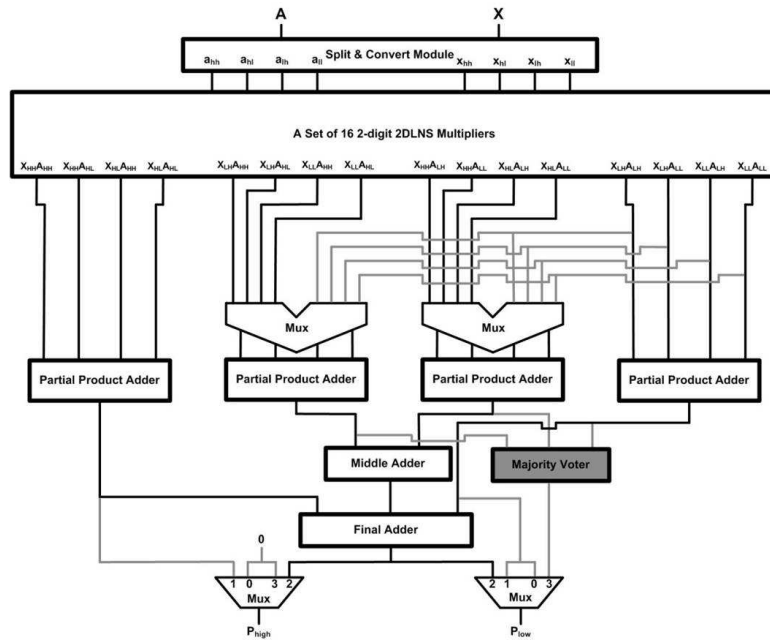 A X
Split & Convert Module
a_hh a_hl a_lh a_ll x_hh x_hl x_lh x_ll
A Set of 16 2-digit 2DLNS Multipliers
X_HHA_HH X_HHA_HL X_HLA_HH X_HLA_HL X_LHA_HH X_LHA_HL X_LLA_HH X_LLA_HL X_HHA_LH X_HHA_LL X_HLA_LH X_HLA_LL X_LHA_LH X_LHA_LL X_LLA_LH X_LLA_LL
Mux Mux
Partial Product Adder Partial Product Adder Partial Product Adder Partial Product Adder
Middle Adder Majority Voter
Final Adder
0
1 0 3 2 2 1 0 3
Mux Mux
P_high P_low